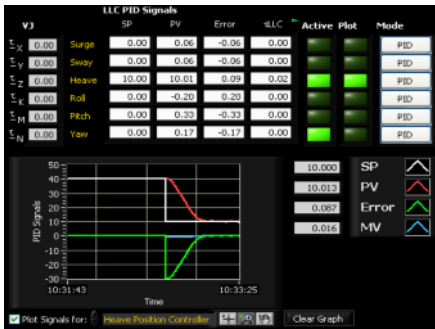 LLC PID Signals
VJ SP PV Error τLLC Active Plot Mode
τX 0.00 Surge 0.00 0.06 -0.06 0.00 PID
τY 0.00 Sway 0.00 0.06 -0.06 0.00 PID
τZ 0.00 Heave 10.00 10.01 0.09 0.02 PID
τK 0.00 Roll 0.00 -0.20 0.20 0.00 PID
τM 0.00 Pitch 0.00 0.33 -0.33 0.00 PID
τN 0.00 Yaw 0.00 0.17 -0.17 0.00 PID
PID Signals
50
40
30
20
10
0
-10
-20
-30
10:31:43 10:33:25
Time
10.000 SP
10.013 PV
0.087 Error
0.016 MV
Plot Signals for: Heave Position Controller Clear Graph